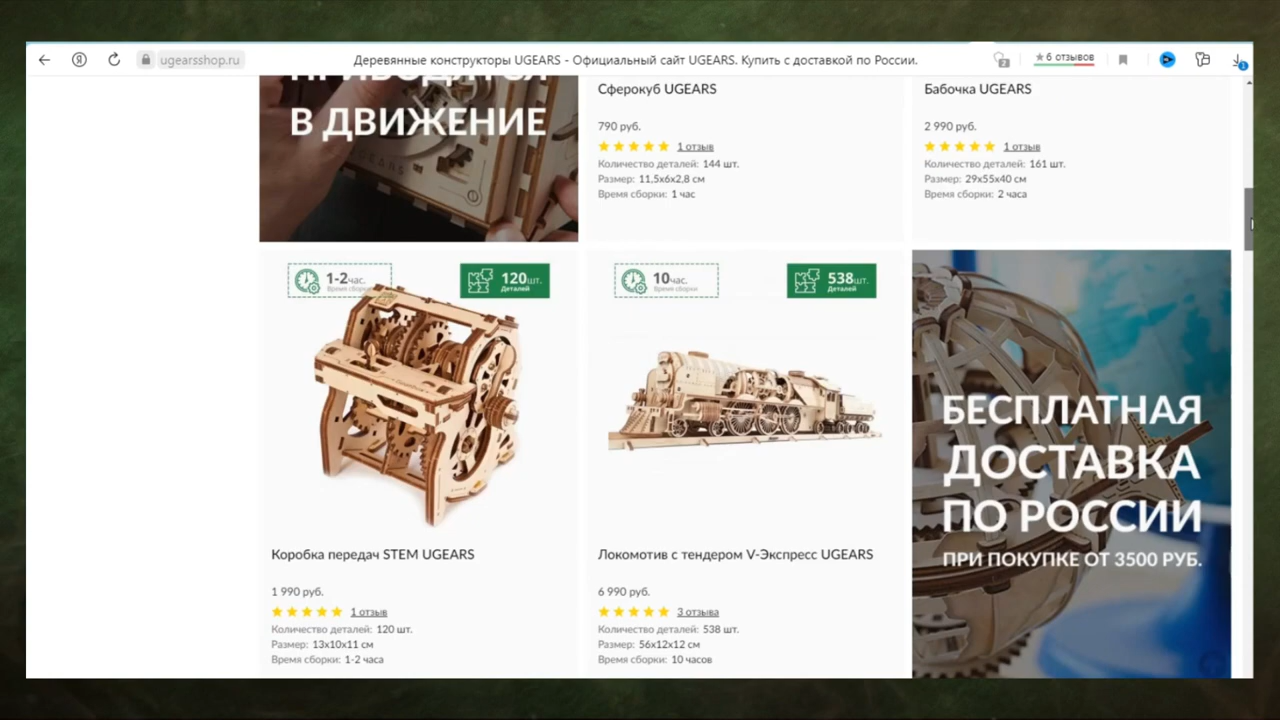 ugearsshop.ru
Деревянные конструкторы UGEARS - Официальный сайт UGEARS. Купить с доставкой по России.
2
★6 отзывов
1
ПРИВОДЯТСЯ
В ДВИЖЕНИЕ
UGEARS
Сферокуб UGEARS
790 руб.
1 отзыв
Количество деталей: 144 шт.
Размер: 11,5x6x2,8 см
Время сборки: 1 час
Бабочка UGEARS
2 990 руб.
1 отзыв
Количество деталей: 161 шт.
Размер: 29x55x40 см
Время сборки: 2 часа
1-2час.
Время сборки
120шт.
Деталей
Коробка передач STEM UGEARS
1 990 руб.
1 отзыв
Количество деталей: 120 шт.
Размер: 13x10x11 см
Время сборки: 1-2 часа
10час.
Время сборки
538шт.
Деталей
Локомотив с тендером V-Экспресс UGEARS
6 990 руб.
3 отзыва
Количество деталей: 538 шт.
Размер: 56x12x12 см
Время сборки: 10 часов
БЕСПЛАТНАЯ
ДОСТАВКА
ПО РОССИИ
ПРИ ПОКУПКЕ ОТ 3500 РУБ.